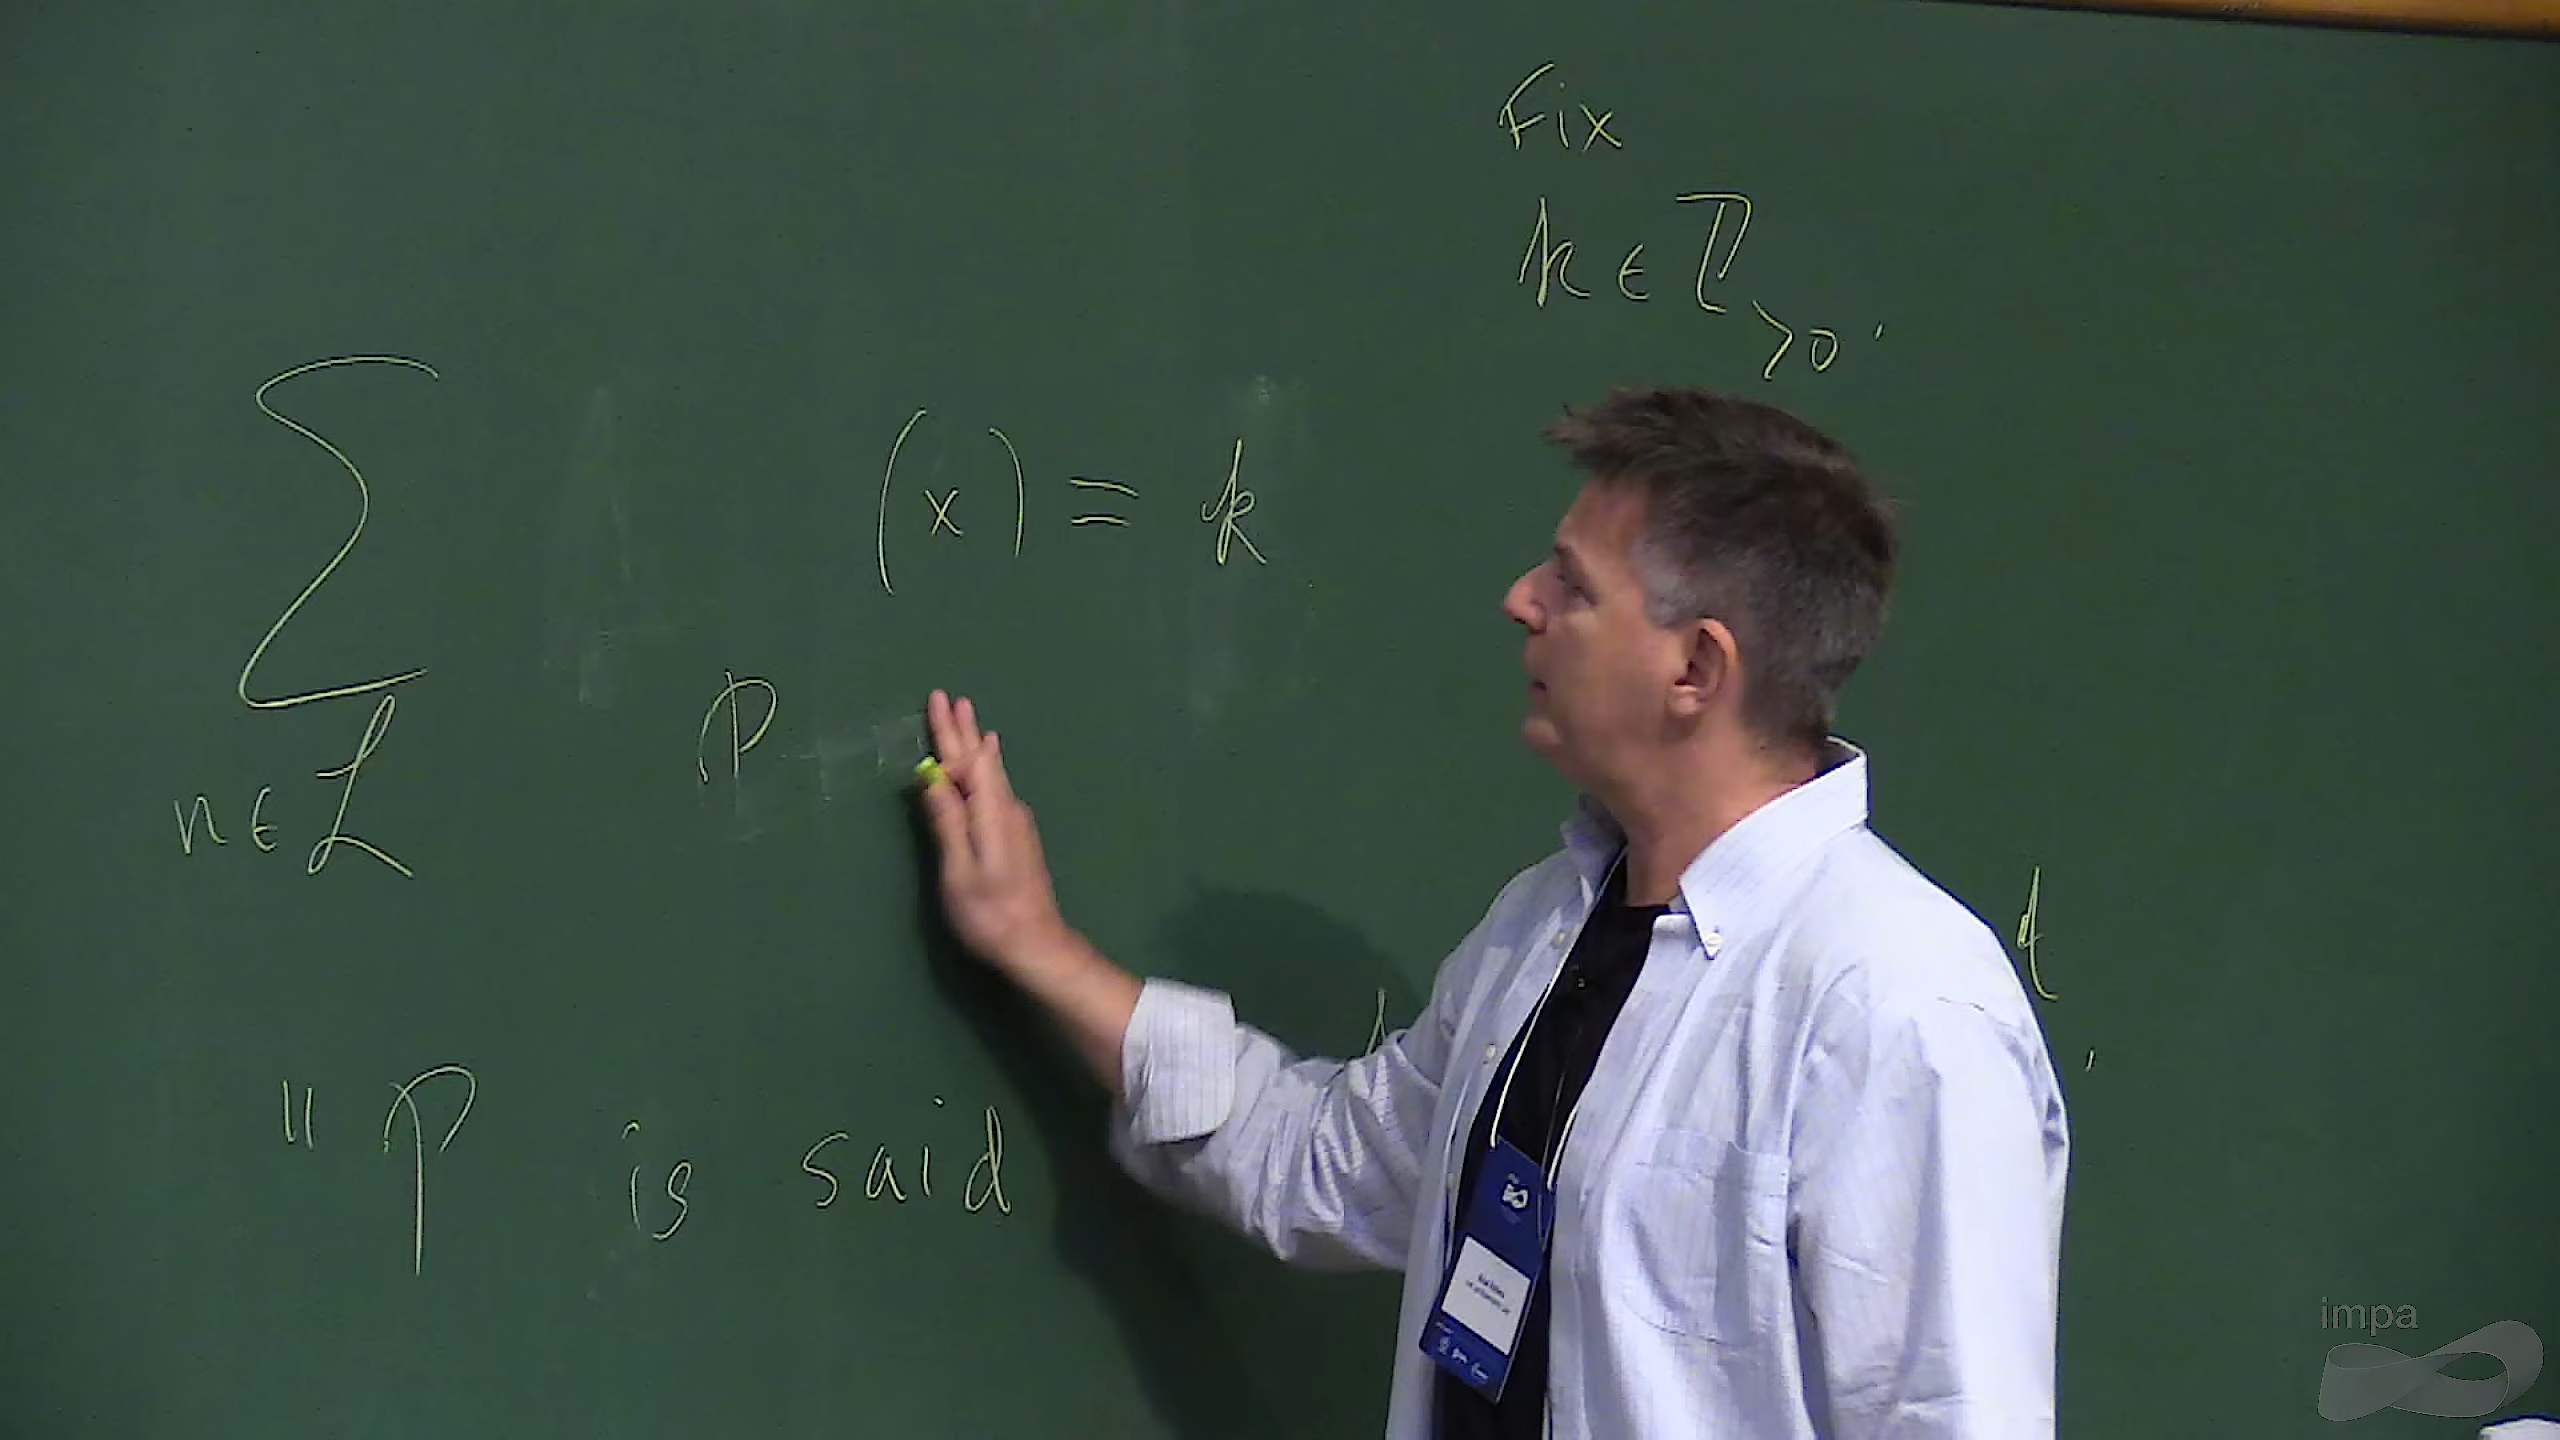 Fix
k ∈ ℤ >0.
∑ (x) = k
P
n ∈ L
" P is said
d
impa